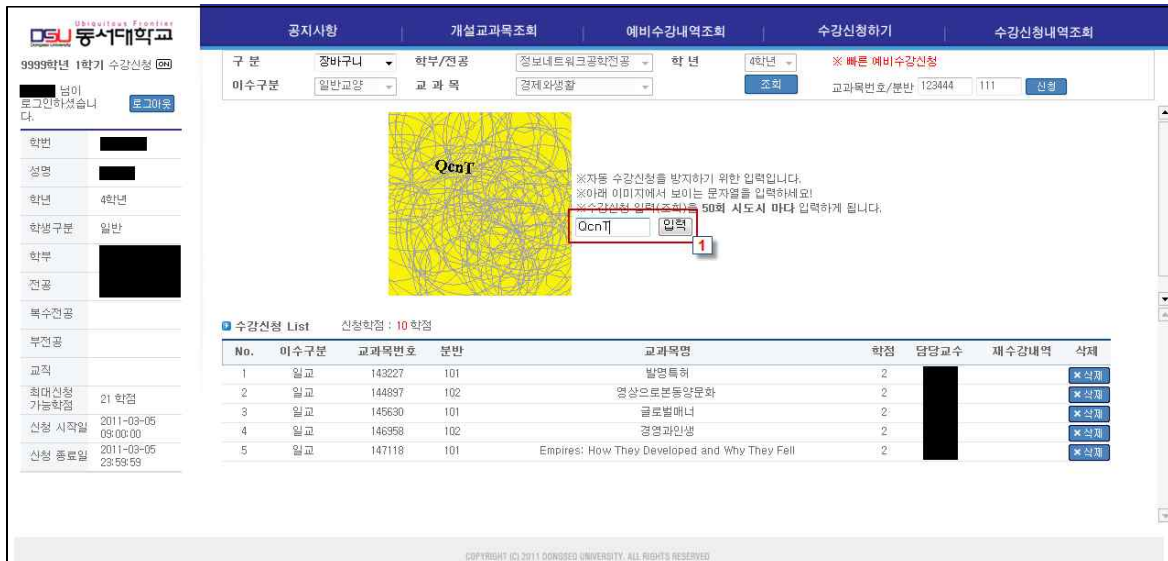 Ubiquitous Frontier
DSU 동서대학교
Dongseo University
공지사항
개설교과목조회
예비수강내역조회
수강신청하기
수강신청내역조회
9999학년 1학기 수강신청 ON
님이
로그인하셨습니
다.
로그아웃
구 분 장바구니 학부/전공 정보네트워크공학전공 학 년 4학년 ※ 빠른 예비수강신청
이수구분 일반교양 교 과 목 경제와생활 조회 교과목번호/분반 123444 111 신청
학번
성명
학년 4학년
학생구분 일반
학부
전공
복수전공
부전공
교직
최대신청
가능학점 21 학점
신청 시작일 2011-03-05
09:00:00
신청 종료일 2011-03-05
23:59:59
QcnT
※자동 수강신청을 방지하기 위한 입력입니다.
※아래 이미지에서 보이는 문자열을 입력하세요!
※수강신청 입력(조회)을 50회 시도시 마다 입력하게 됩니다.
QcnT 입력
1
수강신청 List 신청학점 : 10 학점
No. 이수구분 교과목번호 분반 교과목명 학점 담당교수 재수강내역 삭제
1 일교 143227 101 발명특허 2 × 삭제
2 일교 144897 102 영상으로본동양문화 2 × 삭제
3 일교 145630 101 글로벌매너 2 × 삭제
4 일교 146958 102 경영과인생 2 × 삭제
5 일교 147118 101 Empires: How They Developed and Why They Fell 2 × 삭제
COPYRIGHT (C) 2011 DONGSEO UNIVERSITY. ALL RIGHTS RESERVED